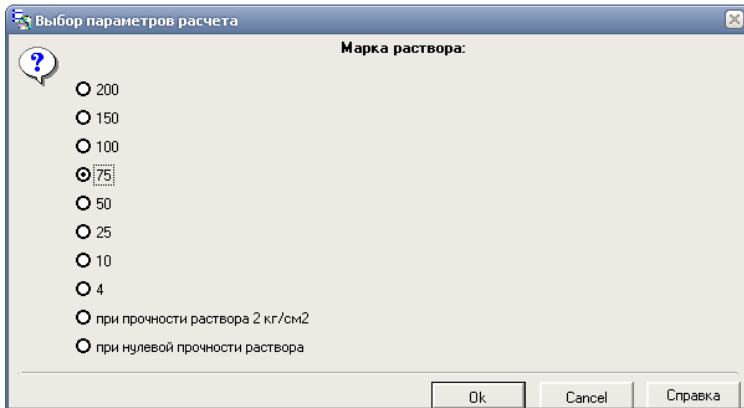 Выбор параметров расчета
Марка раствора:
?
200
150
100
75
50
25
10
4
при прочности раствора 2 кг/см2
при нулевой прочности раствора
Ok Cancel Справка